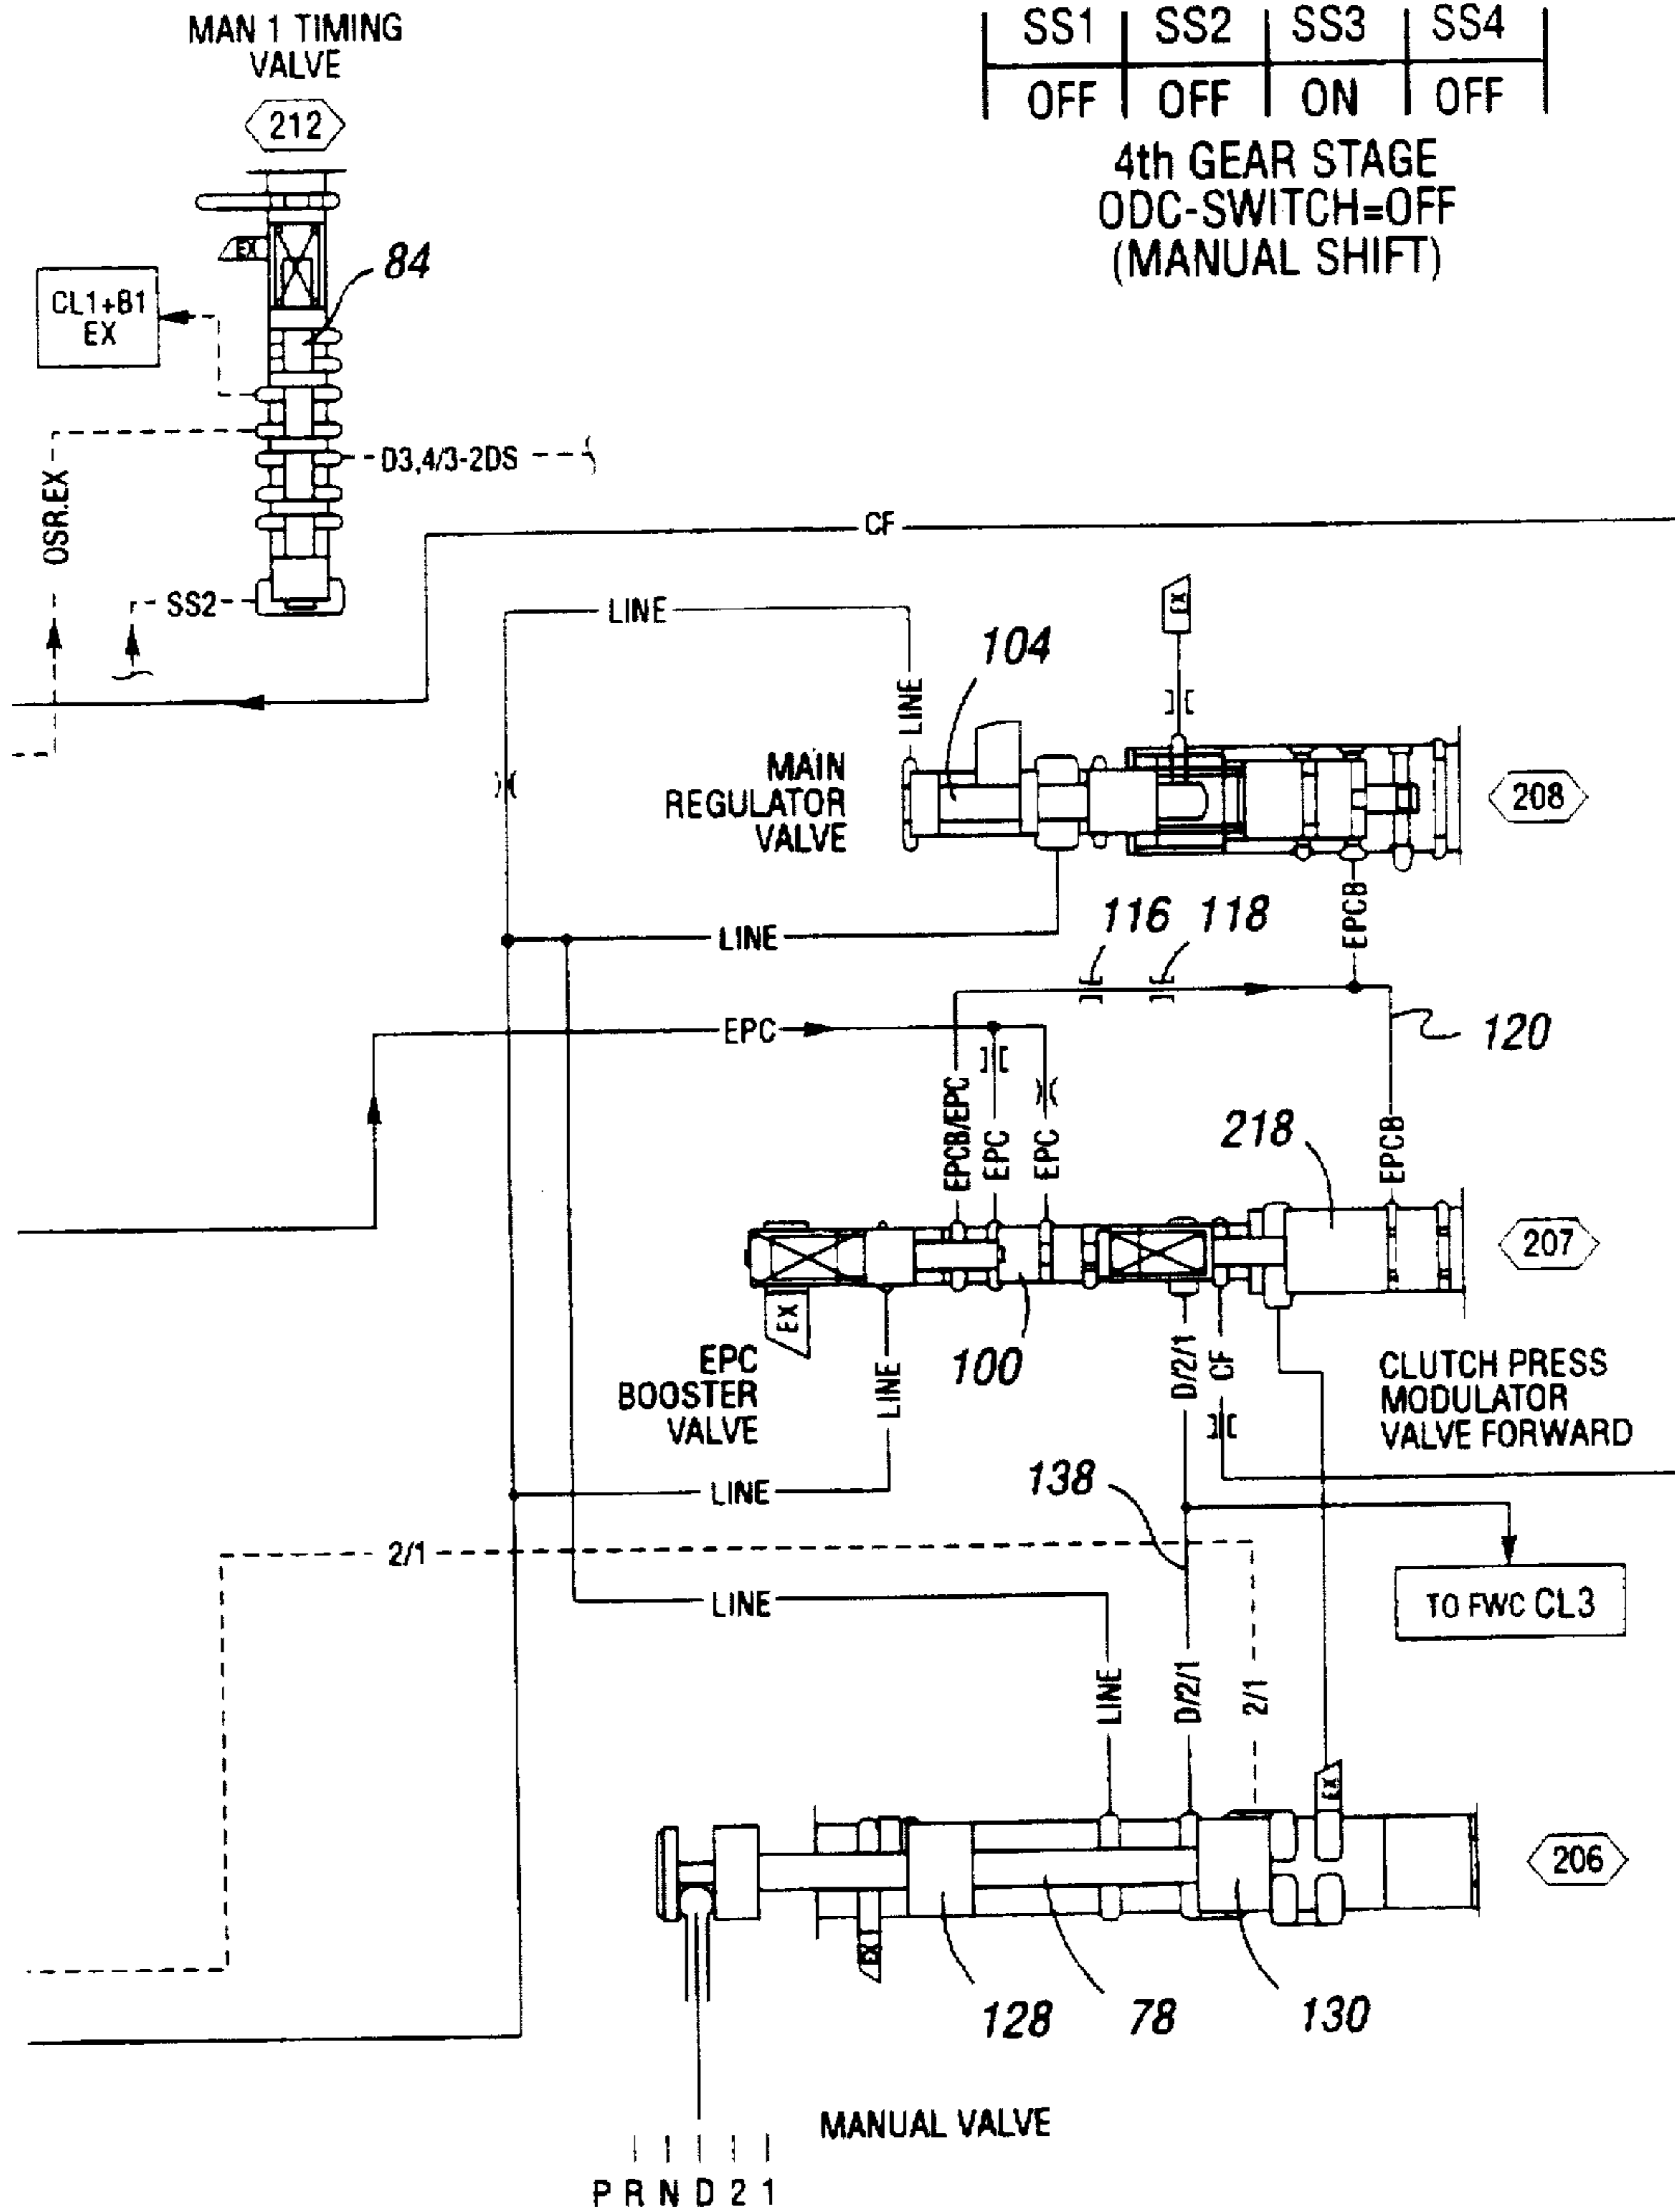 MAN 1 TIMING
VALVE
212
SS1 SS2 SS3 SS4
OFF OFF ON OFF
4th GEAR STAGE
ODC-SWITCH=OFF
(MANUAL SHIFT)
EX
84
CL1+B1
EX
OSR.EX
D3,4/3-2DS
SS2
CF
LINE
LINE
EX
104
MAIN
REGULATOR
VALVE
208
LINE
116
118
EPCB
EPC
120
EPCB/EPC
EPC
EPC
218
EPCB
207
EX
EPC
BOOSTER
VALVE
LINE
100
D/2/1
CF
CLUTCH PRESS
MODULATOR
VALVE FORWARD
LINE
138
2/1
LINE
TO FWC CL3
LINE
D/2/1
2/1
EX
206
EX
128
78
130
MANUAL VALVE
P R N D 2 1